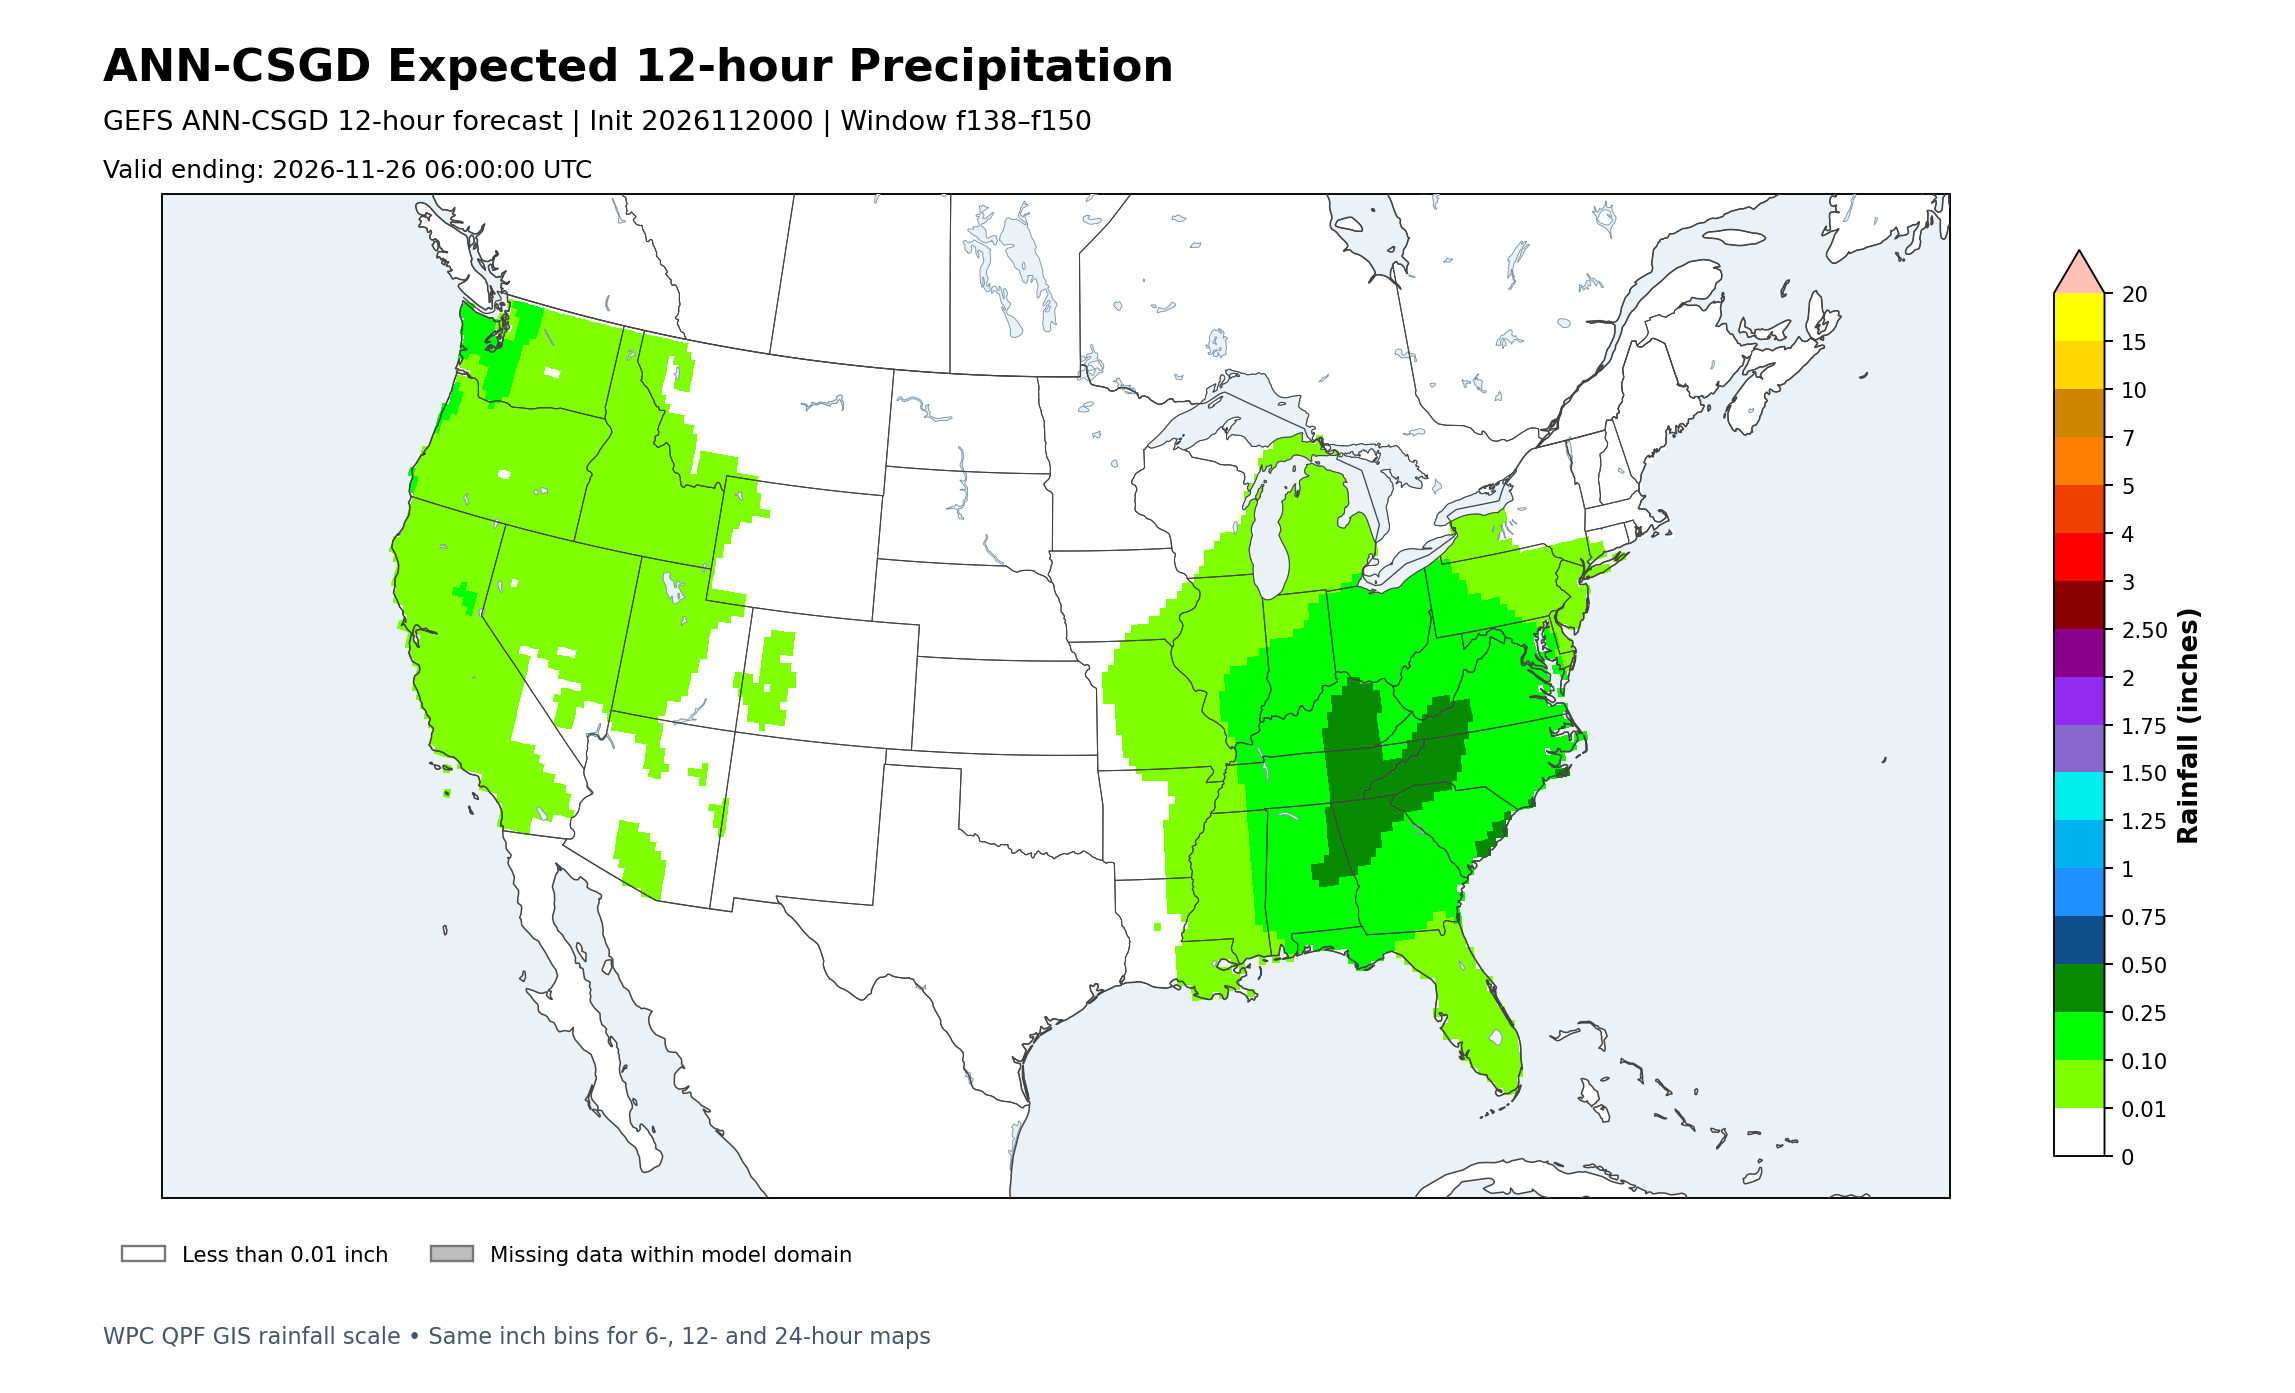 ANN-CSGD Expected 12-hour Precipitation
GEFS ANN-CSGD 12-hour forecast | Init 2026112000 | Window f138–f150
Valid ending: 2026-11-26 06:00:00 UTC
20
15
10
7
5
4
3
2.50
2
1.75
1.50
1.25
1
0.75
0.50
0.25
0.10
0.01
0
Rainfall (inches)
Less than 0.01 inch
Missing data within model domain
WPC QPF GIS rainfall scale • Same inch bins for 6-, 12- and 24-hour maps